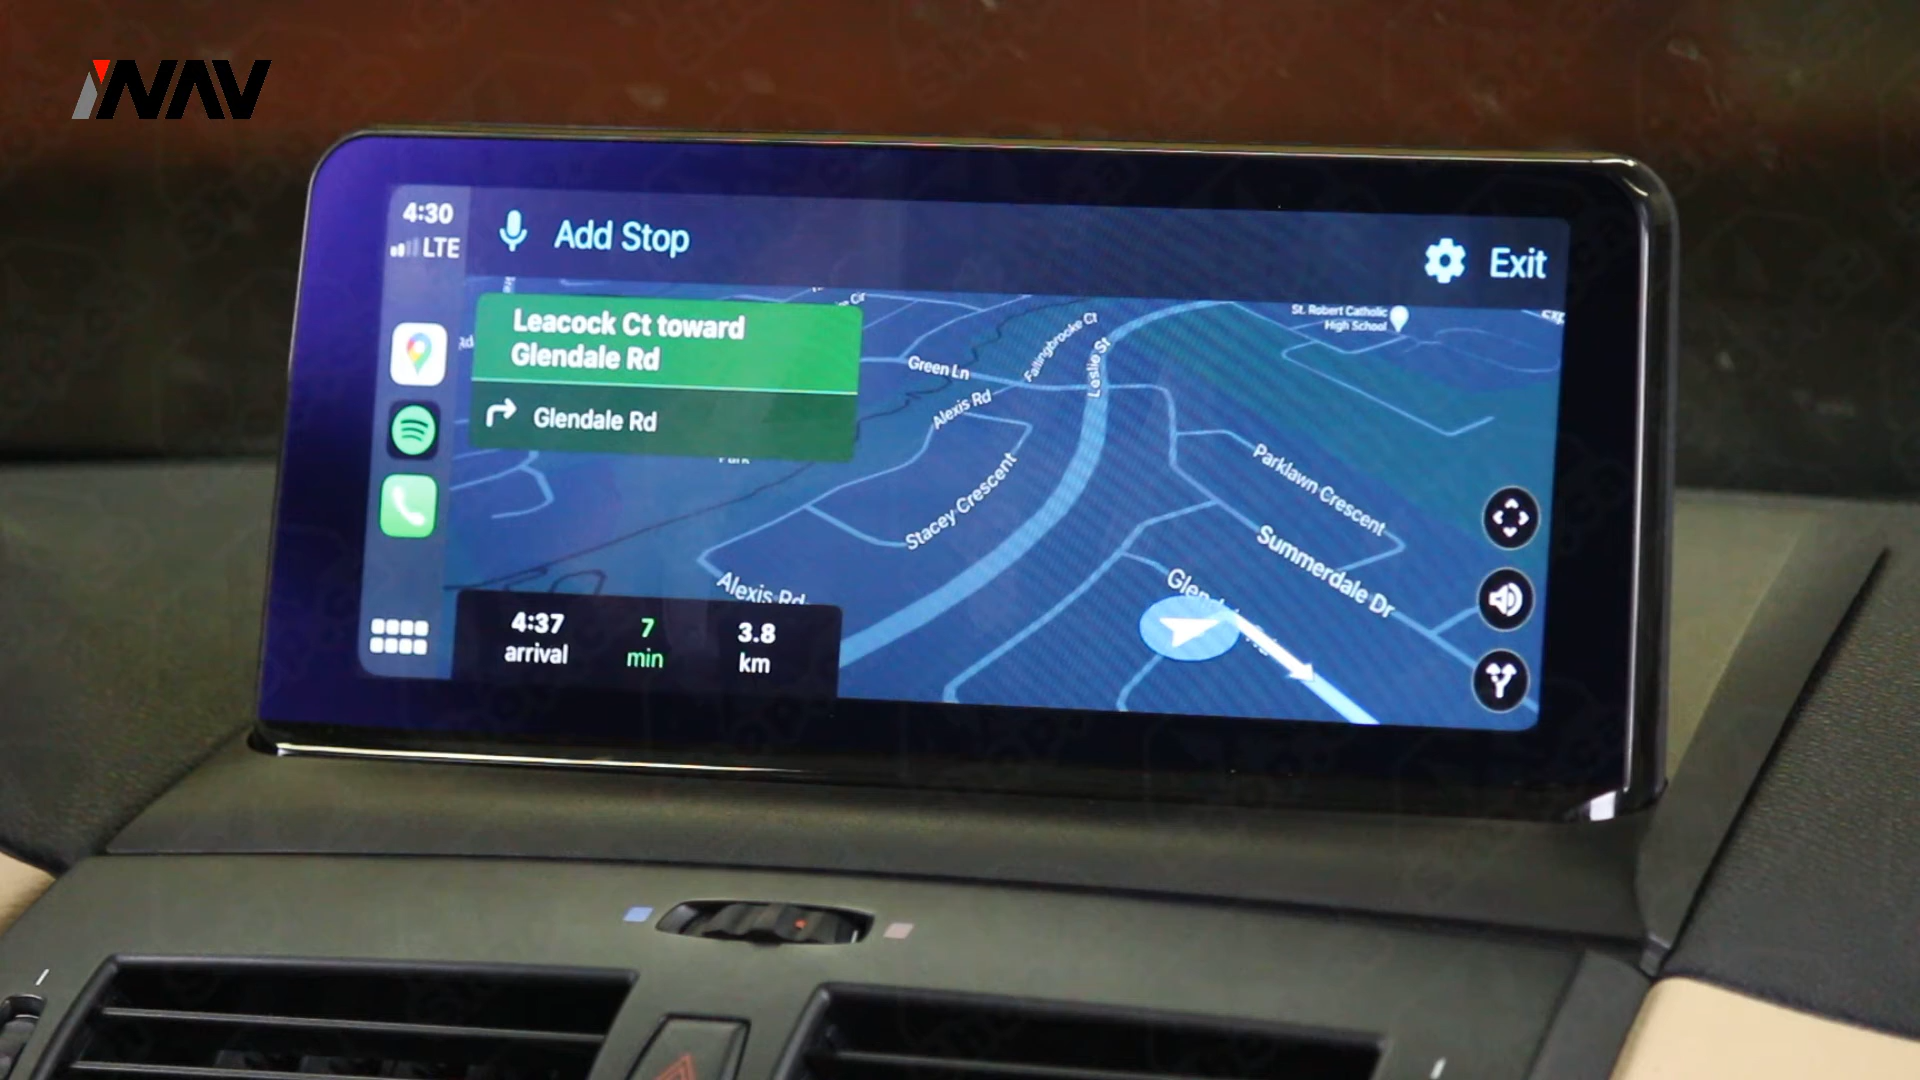 iNAV
4:30
LTE
Add Stop
Exit
Leacock Ct toward
Glendale Rd
Glendale Rd
St. Robert Catholic
High School
Fallingbrooke Ct
Leslie St
Green Ln
Alexis Rd
Stacey Crescent
Parklawn Crescent
Summerdale Dr
Alexis Rd
4:37
arrival
7
min
3.8
km